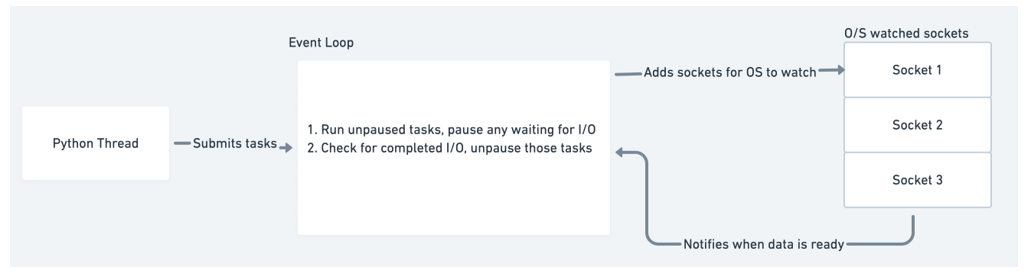 Event Loop
O/S watched sockets
Adds sockets for OS to watch
Socket 1
Python Thread
Submits tasks
1. Run unpaused tasks, pause any waiting for I/O
2. Check for completed I/O, unpause those tasks
Socket 2
Socket 3
Notifies when data is ready